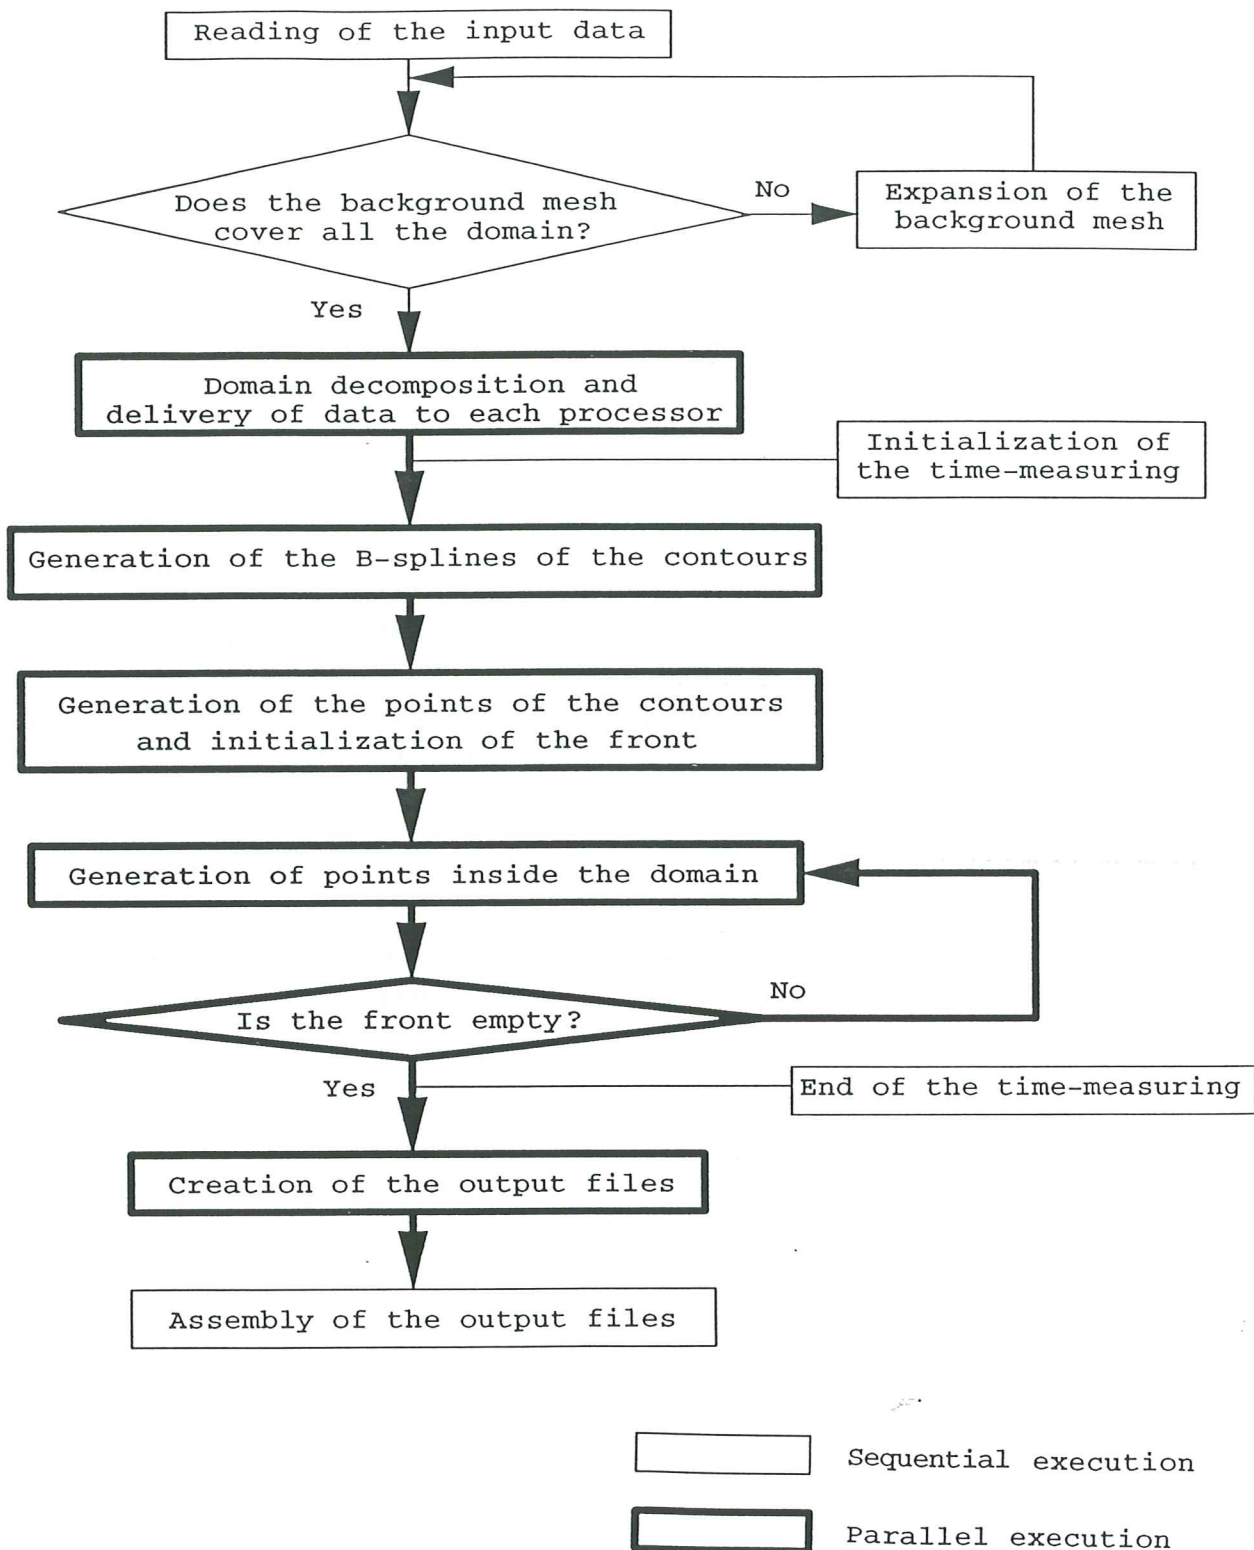 Reading of the input data
Does the background mesh
cover all the domain?
No
Expansion of the
background mesh
Yes
Domain decomposition and
delivery of data to each processor
Initialization of
the time-measuring
Generation of the B-splines of the contours
Generation of the points of the contours
and initialization of the front
Generation of points inside the domain
Is the front empty?
No
Yes
End of the time-measuring
Creation of the output files
Assembly of the output files
Sequential execution
Parallel execution